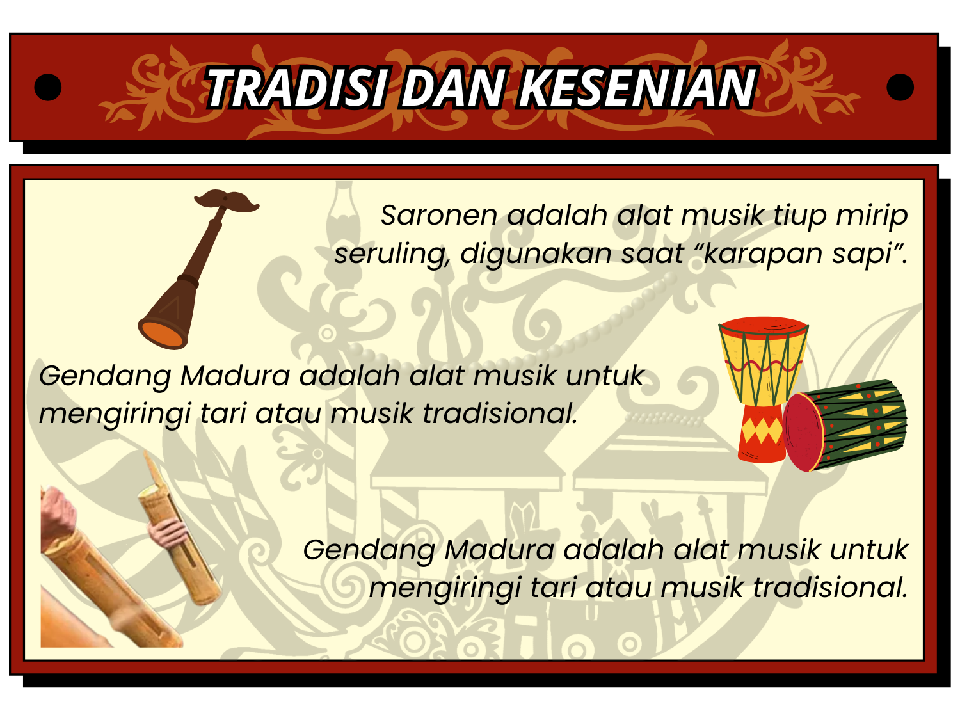 TRADISI DAN KESENIAN
Saronen adalah alat musik tiup mirip
seruling, digunakan saat “karapan sapi”.
Gendang Madura adalah alat musik untuk
mengiringi tari atau musik tradisional.
Gendang Madura adalah alat musik untuk
mengiringi tari atau musik tradisional.